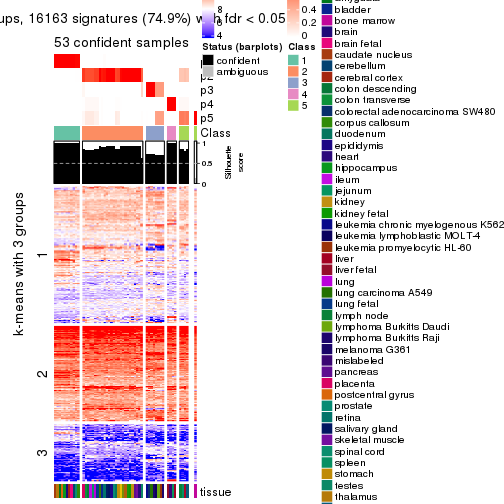 ups, 16163 signatures (74.9%) with fdr < 0.05
53 confident samples
p2
p3
p4
p5
Class
1
0.5
0
Silhouette
score
k-means with 3 groups
1
2
3
tissue
8
6
4
0.4
0.2
0
Status (barplots)
confident
ambiguous
Class
1
2
3
4
5
bladder
bone marrow
brain
brain fetal
caudate nucleus
cerebellum
cerebral cortex
colon descending
colon transverse
colorectal adenocarcinoma SW480
corpus callosum
duodenum
epididymis
heart
hippocampus
ileum
jejunum
kidney
kidney fetal
leukemia chronic myelogenous K562
leukemia lymphoblastic MOLT-4
leukemia promyelocytic HL-60
liver
liver fetal
lung
lung carcinoma A549
lung fetal
lymph node
lymphoma Burkitts Daudi
lymphoma Burkitts Raji
melanoma G361
mislabeled
pancreas
placenta
postcentral gyrus
prostate
retina
salivary gland
skeletal muscle
spinal cord
spleen
stomach
testes
thalamus